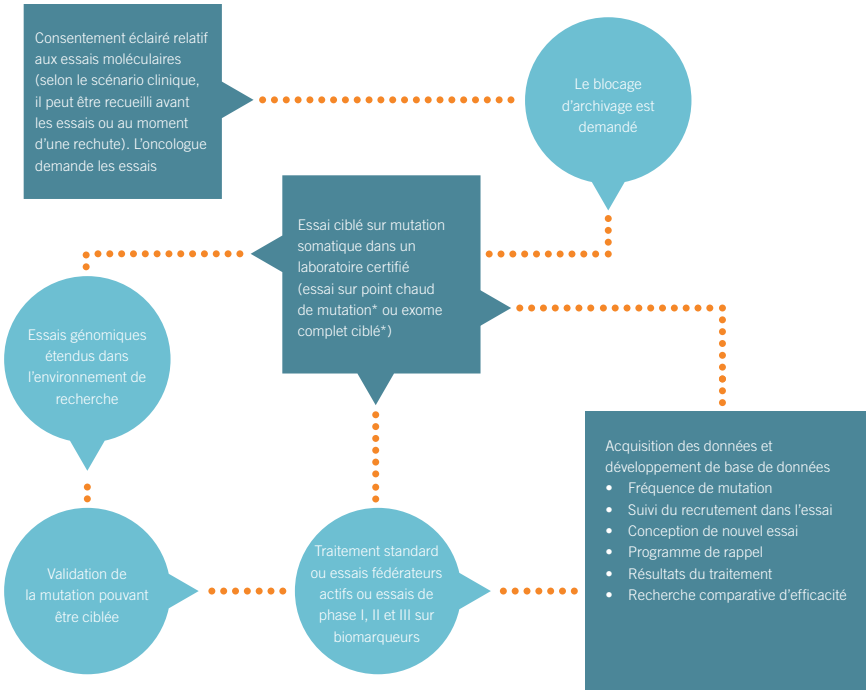 Consentement éclairé relatif
aux essais moléculaires
(selon le scénario clinique,
il peut être recueilli avant
les essais ou au moment
d'une rechute). L'oncologue
demande les essais
Le blocage
d'archivage est
demandé
Essai ciblé sur mutation
somatique dans un
laboratoire certifié
(essai sur point chaud
de mutation* ou exome
complet ciblé*)
Essais génomiques
étendus dans
l'environnement de
recherche
Validation de
la mutation pouvant
être ciblée
Traitement standard
ou essais fédérateurs
actifs ou essais de
phase I, II et III sur
biomarqueurs
Acquisition des données et
développement de base de données
• Fréquence de mutation
• Suivi du recrutement dans l'essai
• Conception de nouvel essai
• Programme de rappel
• Résultats du traitement
• Recherche comparative d'efficacité